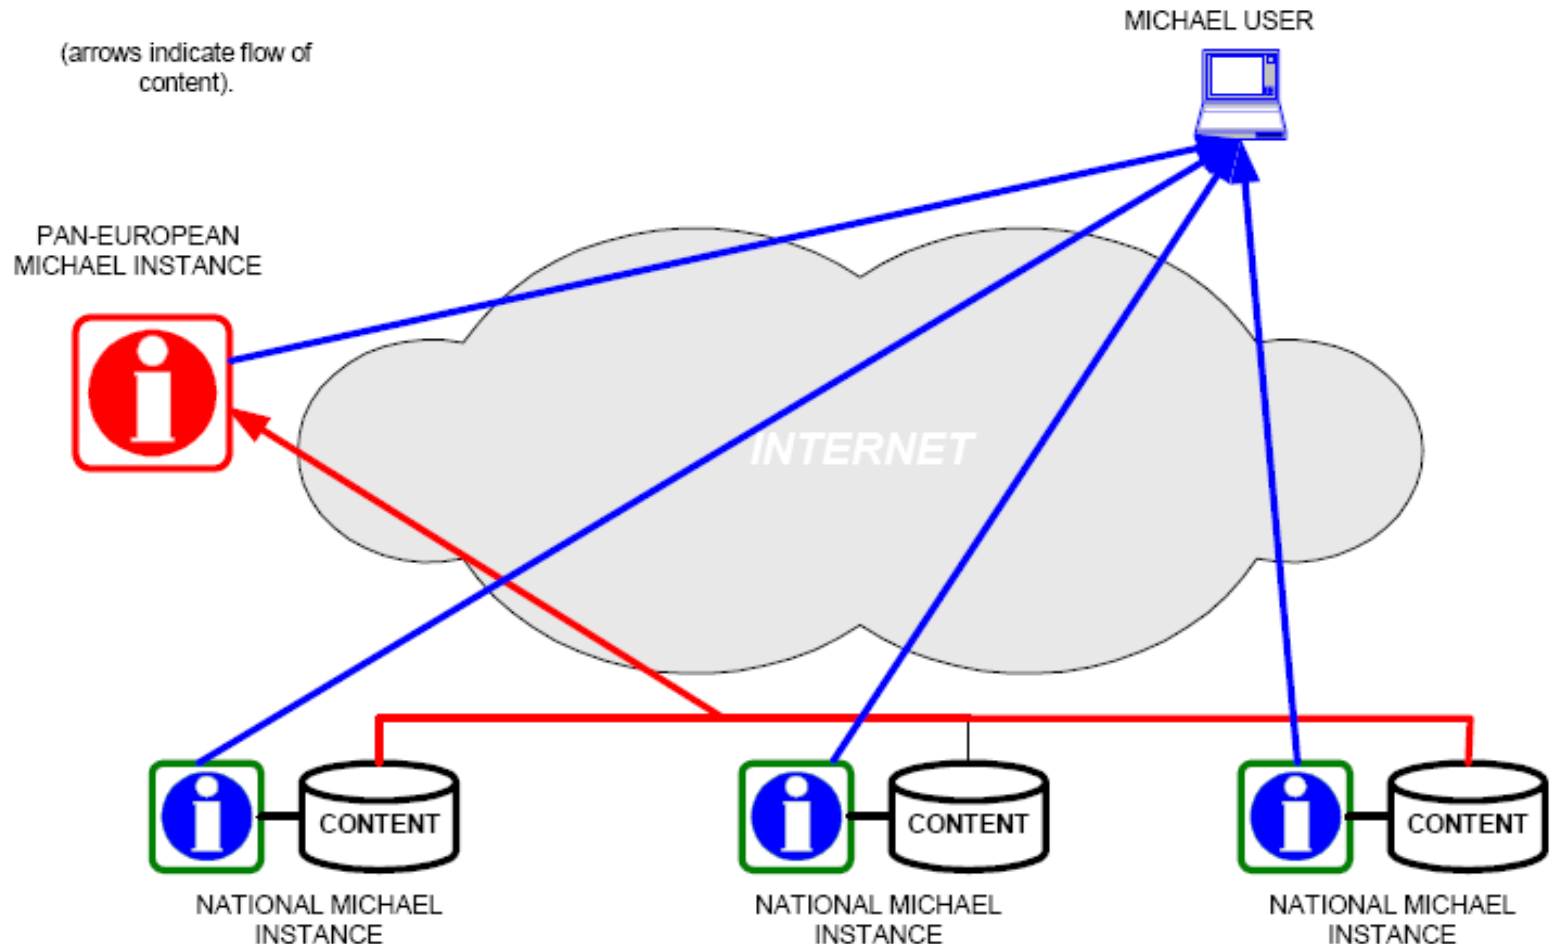 MICHAEL USER
(arrows indicate flow of
content).
PAN-EUROPEAN
MICHAEL INSTANCE
INTERNET
CONTENT
CONTENT
CONTENT
NATIONAL MICHAEL
INSTANCE
NATIONAL MICHAEL
INSTANCE
NATIONAL MICHAEL
INSTANCE